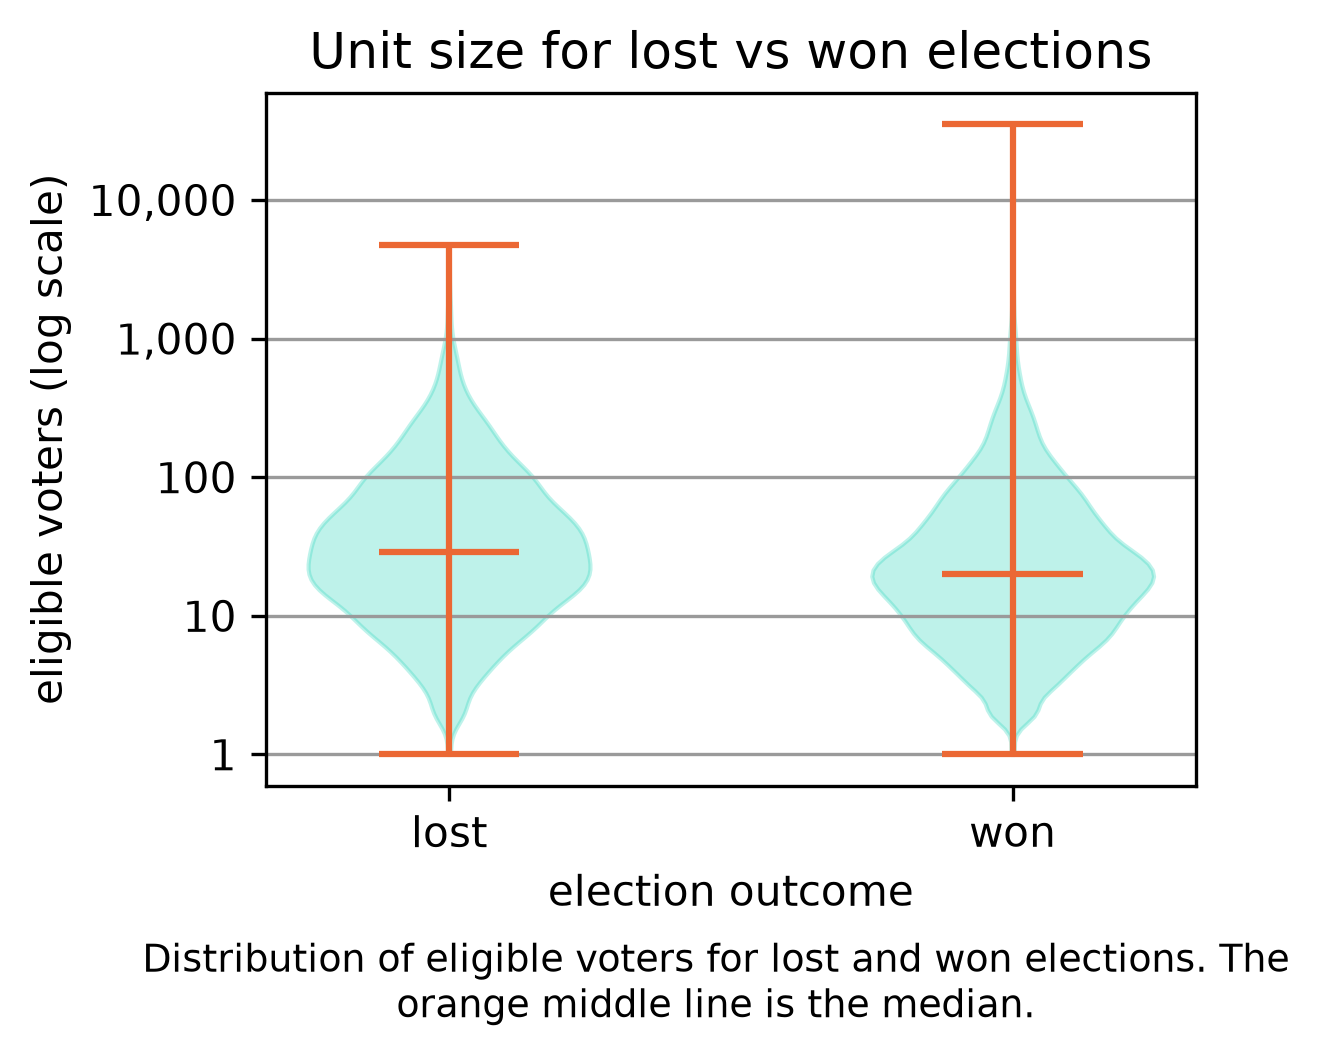 Unit size for lost vs won elections
eligible voters (log scale)
10,000
1,000
100
10
1
lost
won
election outcome
Distribution of eligible voters for lost and won elections. The
orange middle line is the median.